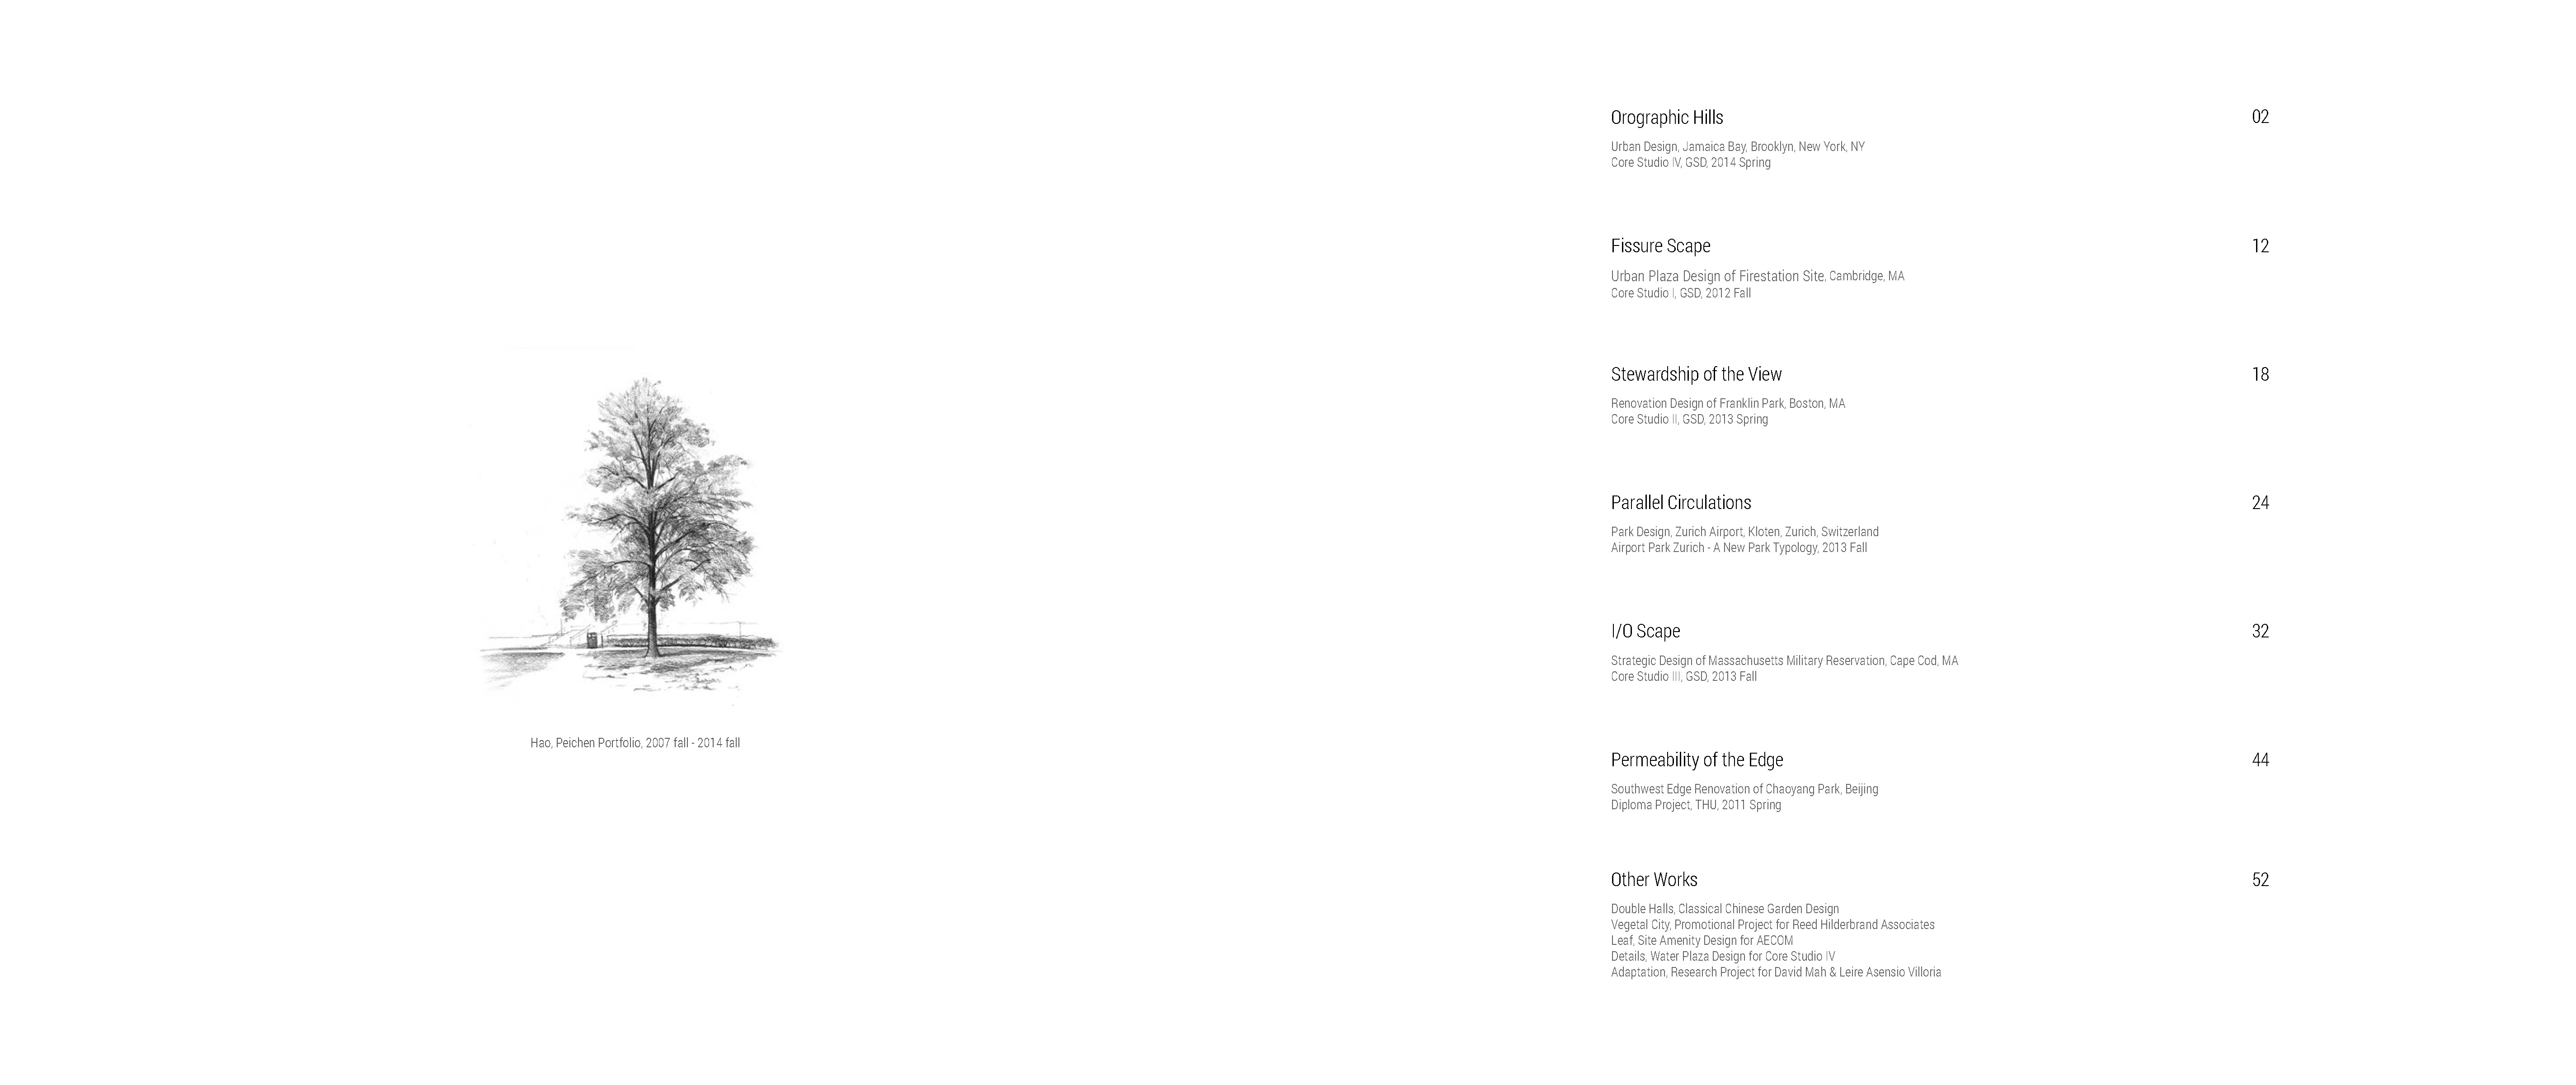 Hao, Peichen Portfolio, 2007 fall - 2014 fall
Orographic Hills 02
Urban Design, Jamaica Bay, Brooklyn, New York, NY
Core Studio IV, GSD, 2014 Spring
Fissure Scape 12
Urban Plaza Design of Firestation Site, Cambridge, MA
Core Studio I, GSD, 2012 Fall
Stewardship of the View 18
Renovation Design of Franklin Park, Boston, MA
Core Studio II, GSD, 2013 Spring
Parallel Circulations 24
Park Design, Zurich Airport, Kloten, Zurich, Switzerland
Airport Park Zurich - A New Park Typology, 2013 Fall
I/O Scape 32
Strategic Design of Massachusetts Military Reservation, Cape Cod, MA
Core Studio III, GSD, 2013 Fall
Permeability of the Edge 44
Southwest Edge Renovation of Chaoyang Park, Beijing
Diploma Project, THU, 2011 Spring
Other Works 52
Double Halls, Classical Chinese Garden Design
Vegetal City, Promotional Project for Reed Hilderbrand Associates
Leaf, Site Amenity Design for AECOM
Details, Water Plaza Design for Core Studio IV
Adaptation, Research Project for David Mah & Leire Asensio Villoria